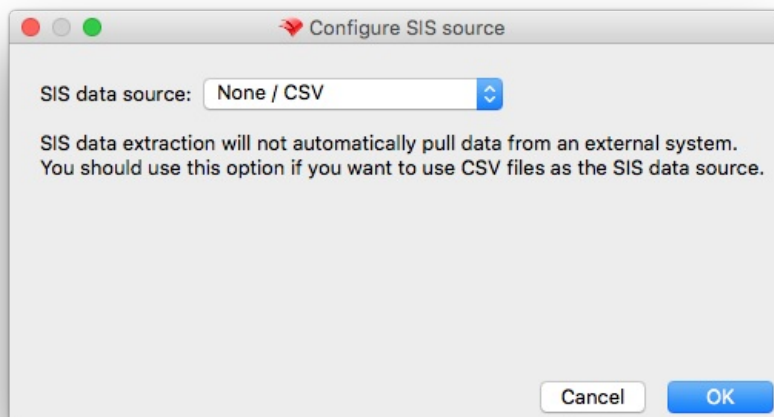 Configure SIS source
SIS data source: None / CSV
SIS data extraction will not automatically pull data from an external system.
You should use this option if you want to use CSV files as the SIS data source.
Cancel OK